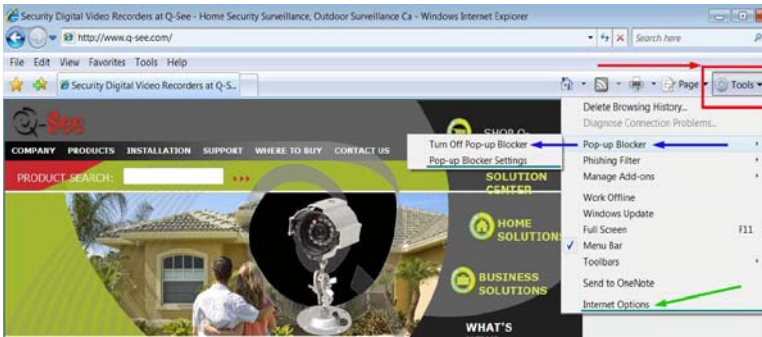 Security Digital Video Recorders at Q-See - Home Security Surveillance, Outdoor Surveillance Ca - Windows Internet Explorer
http://www.q-see.com/
Search here
File Edit View Favorites Tools Help
Security Digital Video Recorders at Q-S...
Page
Tools
Q-See
COMPANY PRODUCTS INSTALLATION SUPPORT WHERE TO BUY CONTACT US
PRODUCT SEARCH:
SHOP Q-
SOLUTION
CENTER
HOME
SOLUTION
BUSINESS
SOLUTIONS
WHAT'S
Turn Off Pop-up Blocker
Pop-up Blocker Settings
Delete Browsing History...
Diagnose Connection Problems...
Pop-up Blocker
Phishing Filter
Manage Add-ons
Work Offline
Windows Update
Full Screen F11
Menu Bar
Toolbars
Send to OneNote
Internet Options